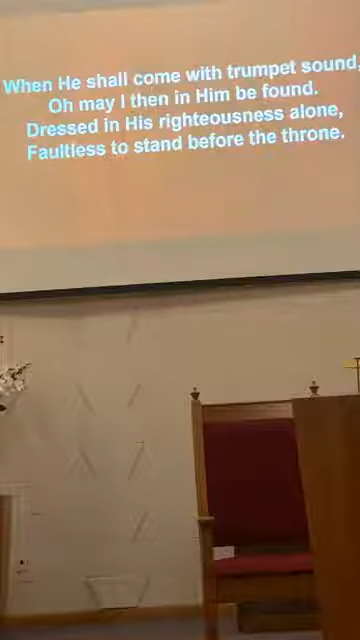 When He shall come with trumpet sound,
Oh may I then in Him be found.
Dressed in His righteousness alone,
Faultless to stand before the throne.